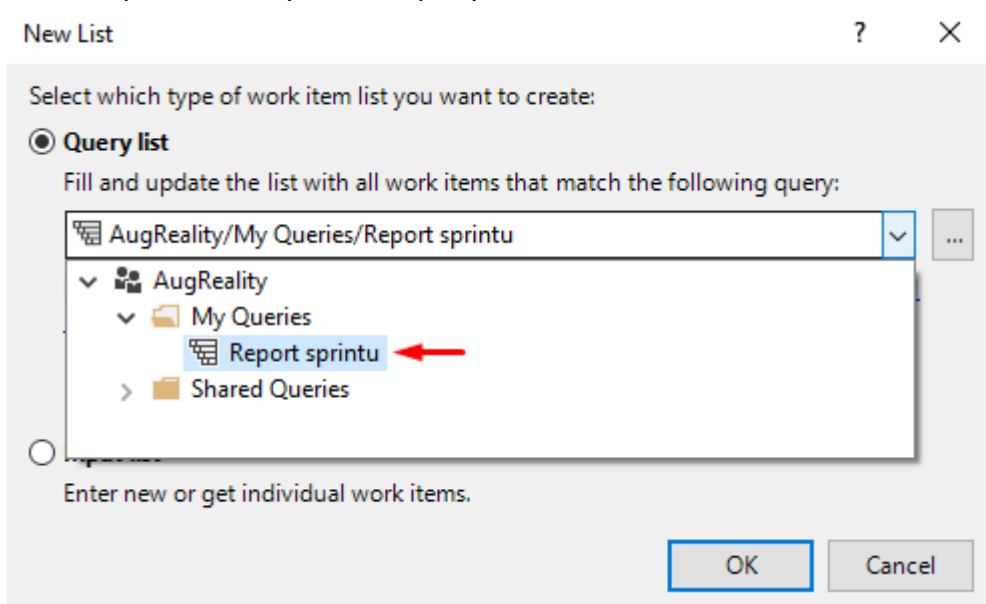 New List
?
Select which type of work item list you want to create:
Query list
Fill and update the list with all work items that match the following query:
AugReality/My Queries/Report sprintu
...
AugReality
My Queries
Report sprintu
Shared Queries
Enter new or get individual work items.
OK Cancel